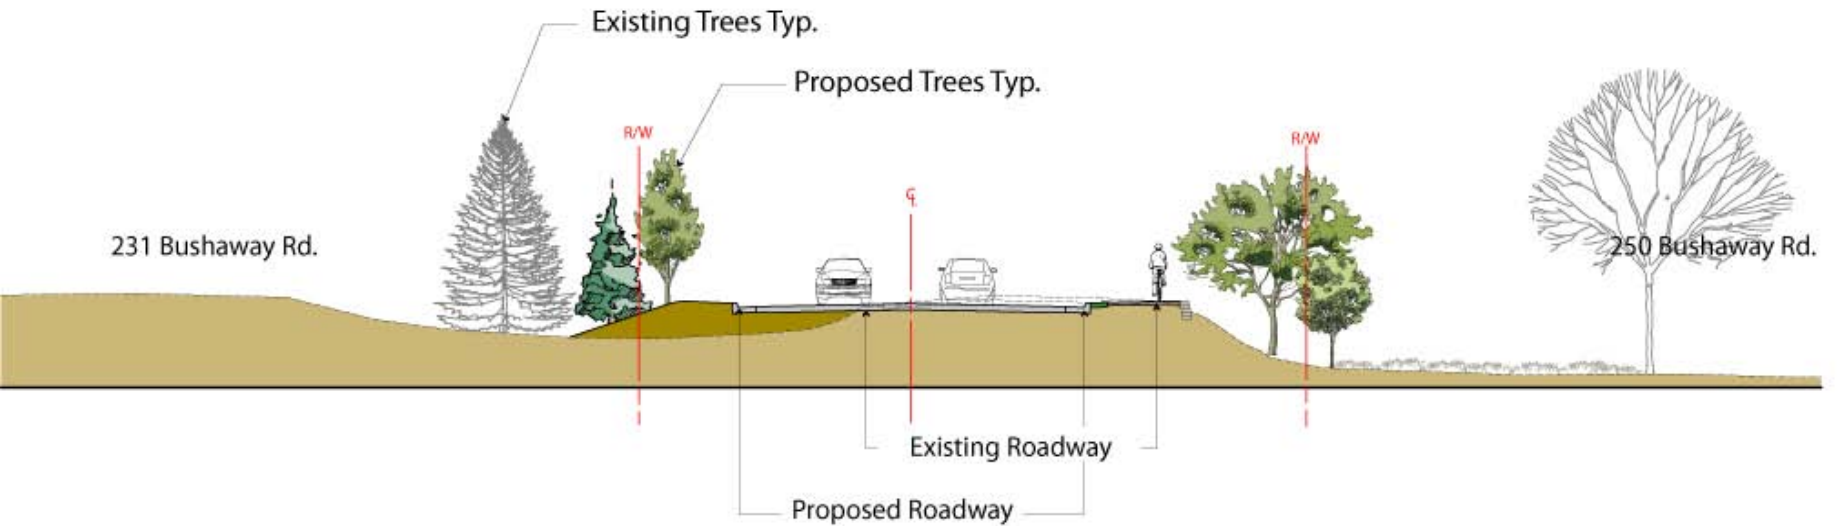 Existing Trees Typ.
Proposed Trees Typ.
R/W
R/W
℄
231 Bushaway Rd.
250 Bushaway Rd.
Existing Roadway
Proposed Roadway